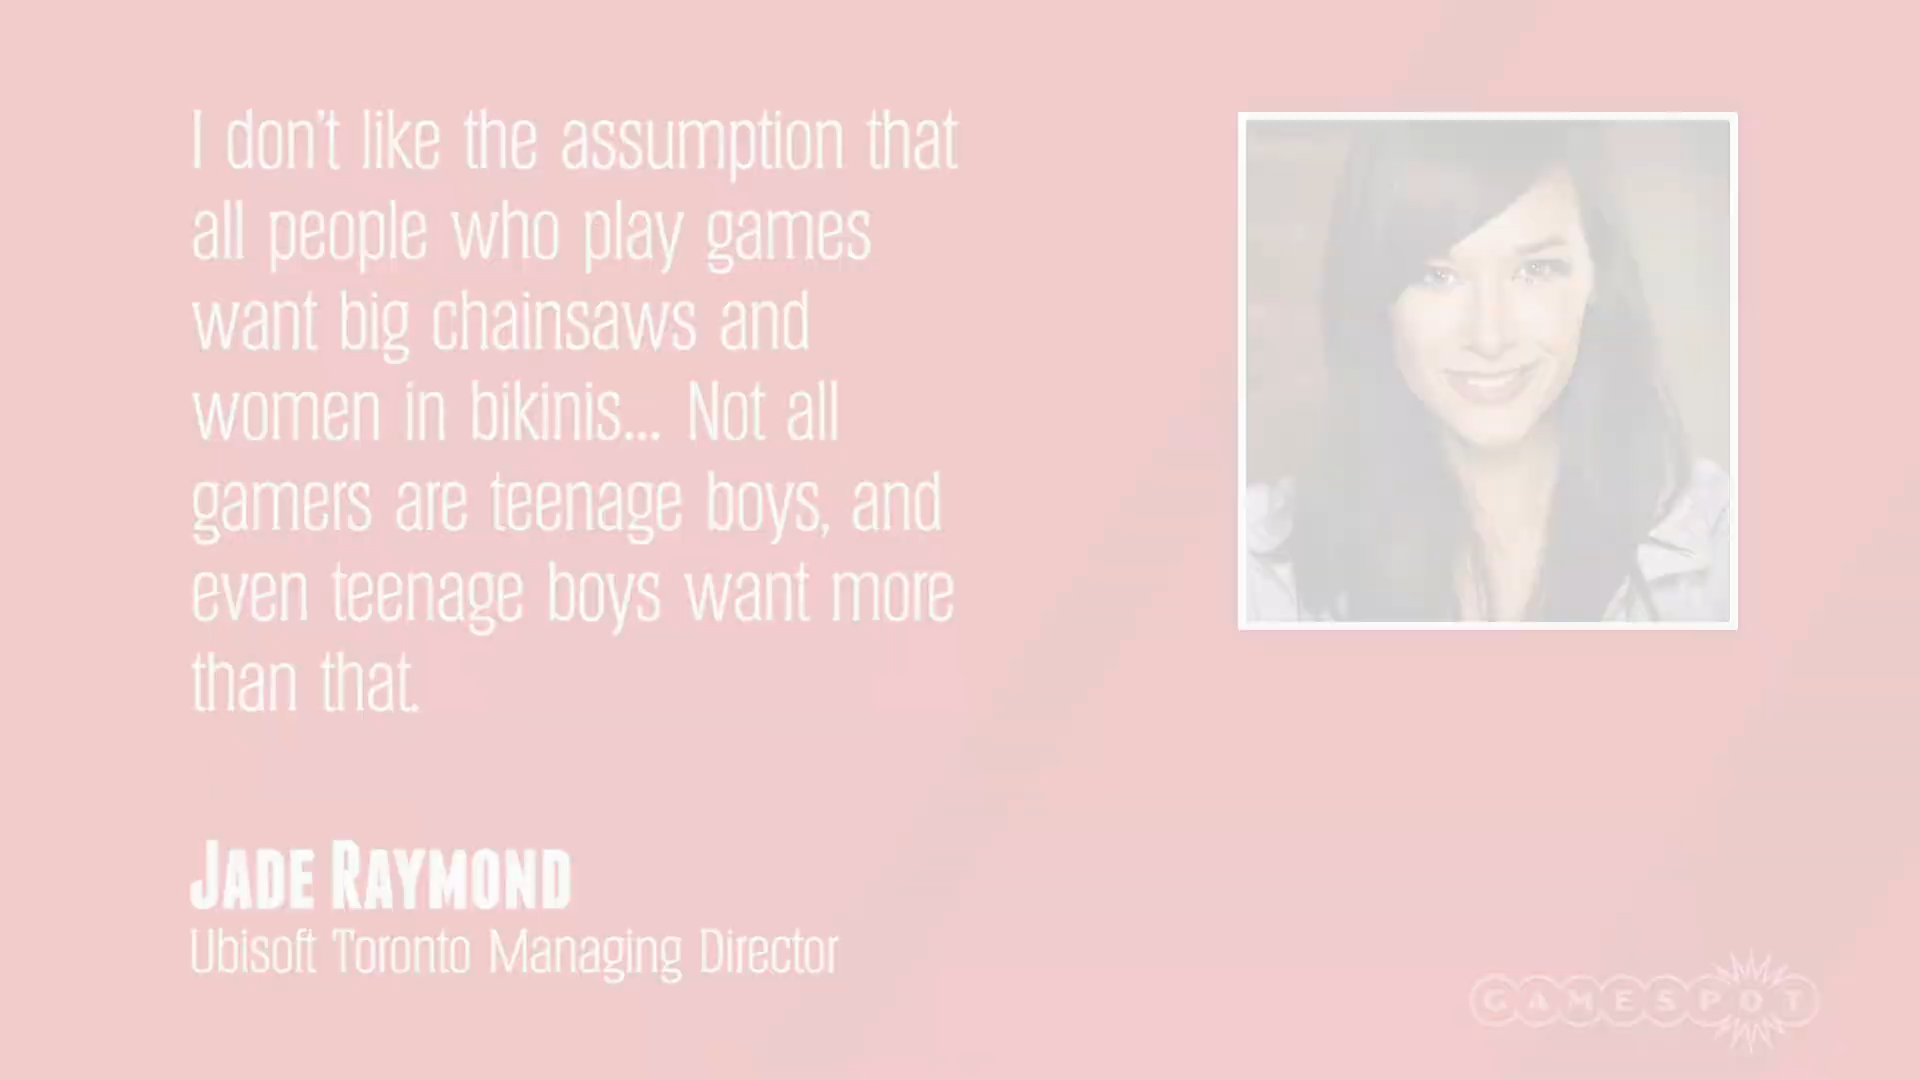 I don't like the assumption that
all people who play games
want big chainsaws and
women in bikinis... Not all
gamers are teenage boys, and
even teenage boys want more
than that.
JADE RAYMOND
Ubisoft Toronto Managing Director
GAMESPOT